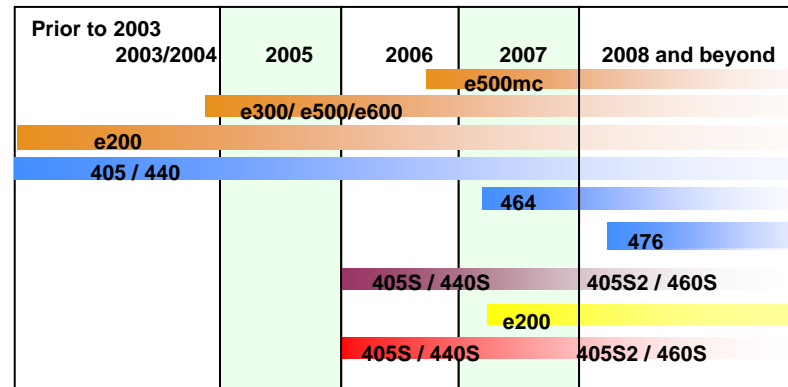 Prior to 2003
2003/2004 2005 2006 2007 2008 and beyond
e500mc
e300/ e500/e600
e200
405 / 440
464
476
405S / 440S 405S2 / 460S
e200
405S / 440S 405S2 / 460S